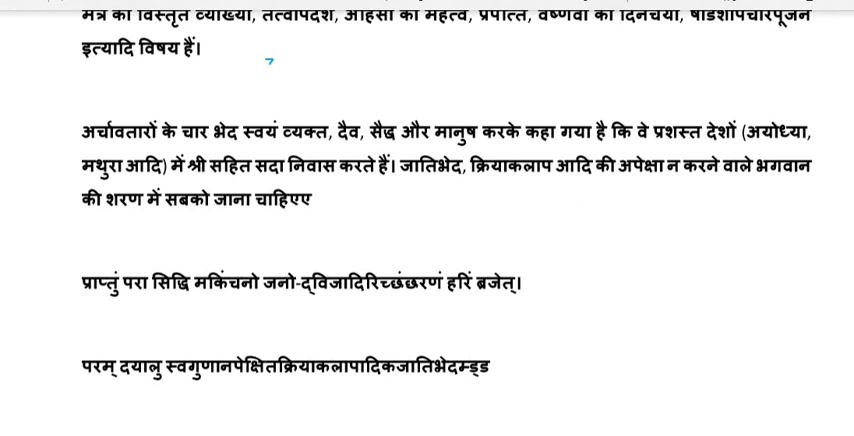 मंत्र की विस्तृत व्याख्या, तत्वोपदेश, अहिंसा का महत्व, प्रपत्ति, वैष्णवों की दिनचर्या, षोडशोपचारपूजन
इत्यादि विषय हैं।
अर्चावतारों के चार भेद स्वयं व्यक्त, दैव, सैद्ध और मानुष करके कहा गया है कि वे प्रशस्त देशों (अयोध्या,
मथुरा आदि) में श्री सहित सदा निवास करते हैं। जातिभेद, क्रियाकलाप आदि की अपेक्षा न करने वाले भगवान
की शरण में सबको जाना चाहिएए
प्राप्तुं परा सिद्धि मकिंचनो जनो-द्विजादिरिच्छंछरणं हरिं ब्रजेत्।
परम् दयालु स्वगुणानपेक्षितक्रियाकलापादिकजातिभेदम्ड्ड